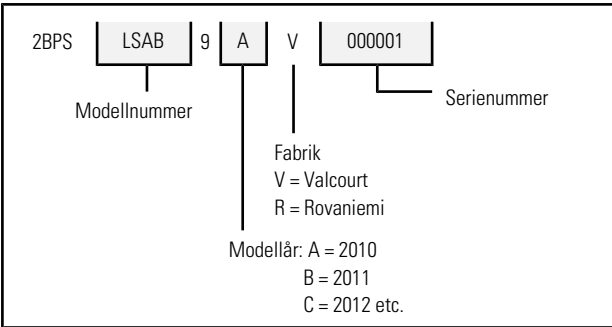 2BPS LSAB 9 A V 000001
Modellnummer
Serienummer
Fabrik
V = Valcourt
R = Rovaniemi
Modellår: A = 2010
B = 2011
C = 2012 etc.